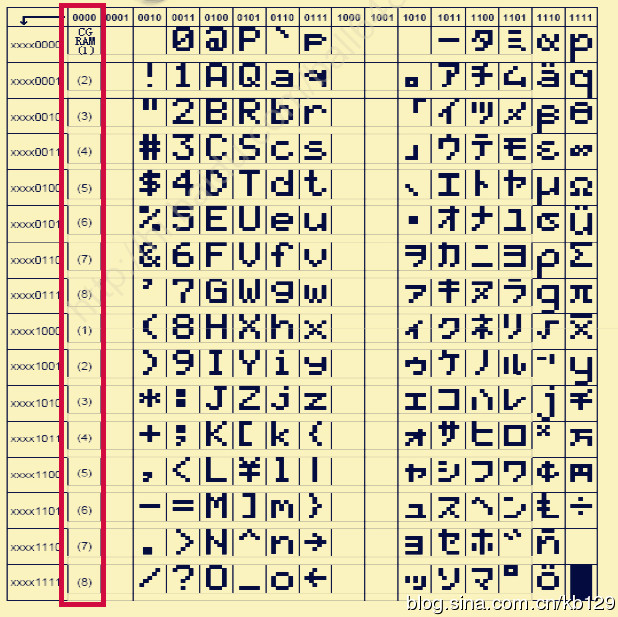 0000 0001 0010 0011 0100 0101 0110 0111 1000 1001 1010 1011 1100 1101 1110 1111
xxxx0000 CG RAM (1) 0 @ P ` p ー タ ミ α p
xxxx0001 (2) ! 1 A Q a q 。 ア チ ム ä q
xxxx0010 (3) " 2 B R b r 「 イ ツ メ β θ
xxxx0011 (4) # 3 C S c s 」 ウ テ モ ε ∞
xxxx0100 (5) $ 4 D T d t 、 エ ト ヤ μ Ω
xxxx0101 (6) % 5 E U e u ・ オ ナ ユ σ ü
xxxx0110 (7) & 6 F V f v ヲ カ ニ ヨ ρ Σ
xxxx0111 (8) ' 7 G W g w ァ キ ヌ ラ g π
xxxx1000 (1) ( 8 H X h x ィ ク ネ リ √ x̄
xxxx1001 (2) ) 9 I Y i y ゥ ケ ノ ル ⁻¹ y
xxxx1010 (3) * : J Z j z ェ コ ハ レ j 千
xxxx1011 (4) + ; K [ k { ォ サ ヒ ロ ˣ 万
xxxx1100 (5) , < L ¥ l | ャ シ フ ワ ¢ 円
xxxx1101 (6) - = M ] m } ュ ス ヘ ン Ł ÷
xxxx1110 (7) . > N ^ n → ョ セ ホ ゛ ñ
xxxx1111 (8) / ? O _ o ← ッ ソ マ ゜ ö █
blog.sina.com.cn/kb129